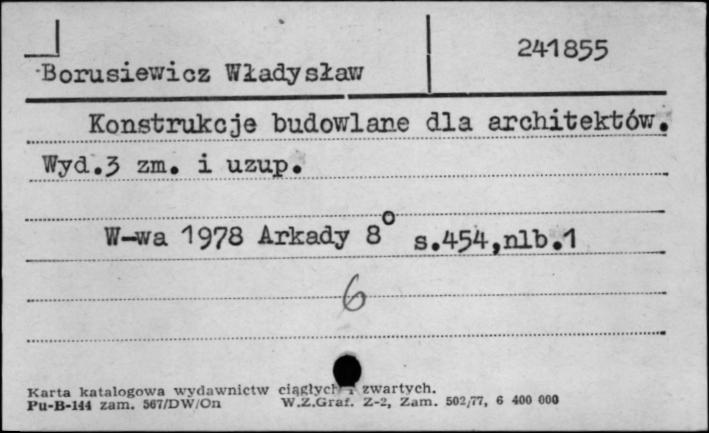 241855
Borusiewicz Władysław
Konstrukcje budowlane dla architektów.
Wyd.3 zm. i uzup.
W-wa 1978 Arkady 8° s.454,nlb.1
6
Karta katalogowa wydawnictw ciągłych i zwartych.
Pu-B-144 zam. 567/DW/On W.Z.Graf. Z-2, Zam. 502/77, 6 400 000